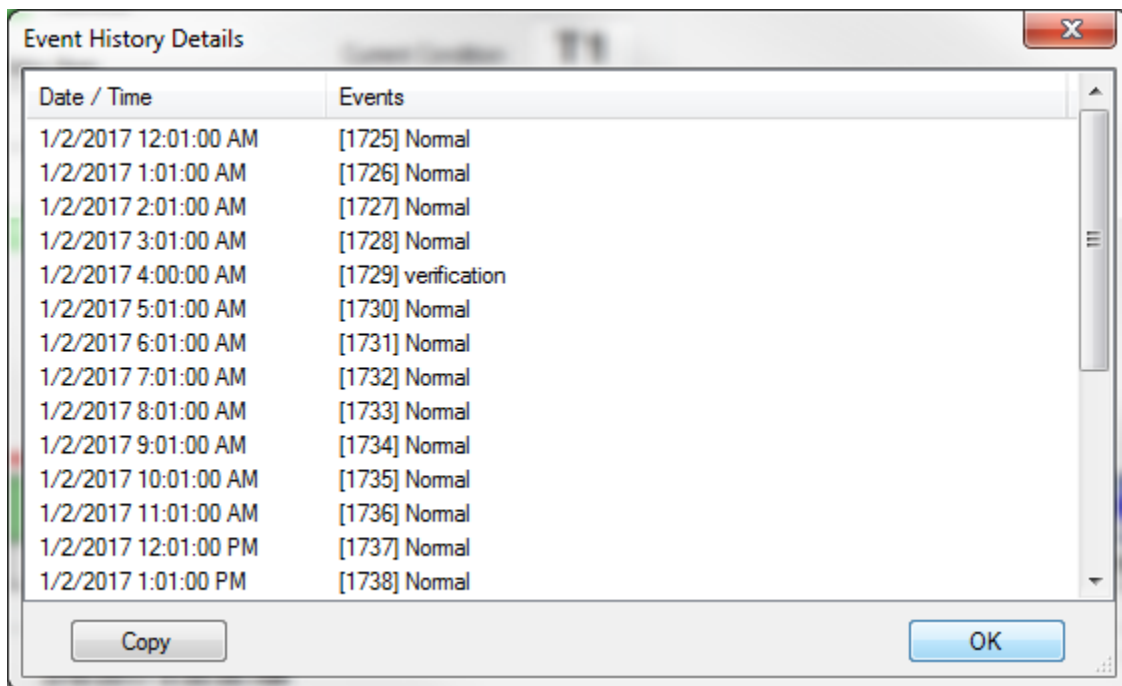 Event History Details
Date / Time Events
1/2/2017 12:01:00 AM [1725] Normal
1/2/2017 1:01:00 AM [1726] Normal
1/2/2017 2:01:00 AM [1727] Normal
1/2/2017 3:01:00 AM [1728] Normal
1/2/2017 4:00:00 AM [1729] verification
1/2/2017 5:01:00 AM [1730] Normal
1/2/2017 6:01:00 AM [1731] Normal
1/2/2017 7:01:00 AM [1732] Normal
1/2/2017 8:01:00 AM [1733] Normal
1/2/2017 9:01:00 AM [1734] Normal
1/2/2017 10:01:00 AM [1735] Normal
1/2/2017 11:01:00 AM [1736] Normal
1/2/2017 12:01:00 PM [1737] Normal
1/2/2017 1:01:00 PM [1738] Normal
Copy OK